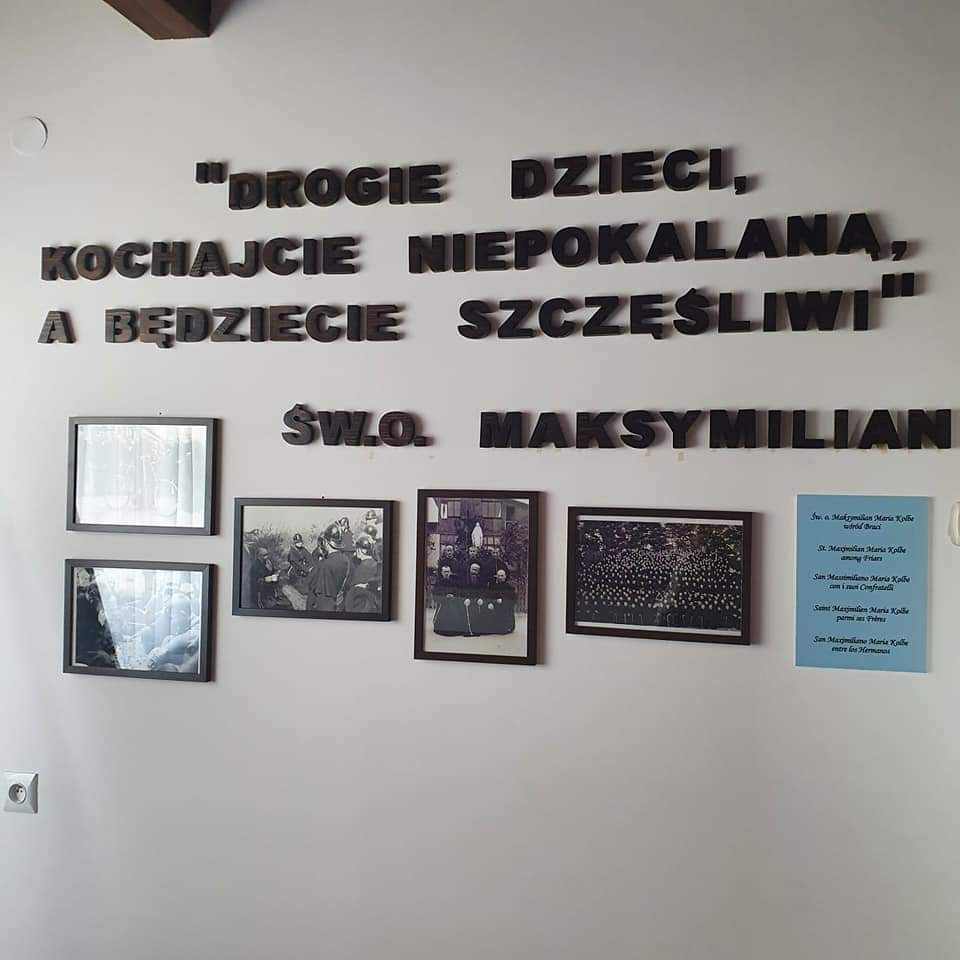 "DROGIE DZIECI,
KOCHAJCIE NIEPOKALANĄ,
A BĘDZIECIE SZCZĘŚLIWI"
ŚW.O. MAKSYMILIAN
Św. o. Maksymilian Maria Kolbe
wśród Braci
St. Maximilian Maria Kolbe
among Friars
San Massimiliano Maria Kolbe
con i suoi Confratelli
Saint Maximilien Maria Kolbe
parmi ses Frères
San Maximiliano Maria Kolbe
entre los Hermanos